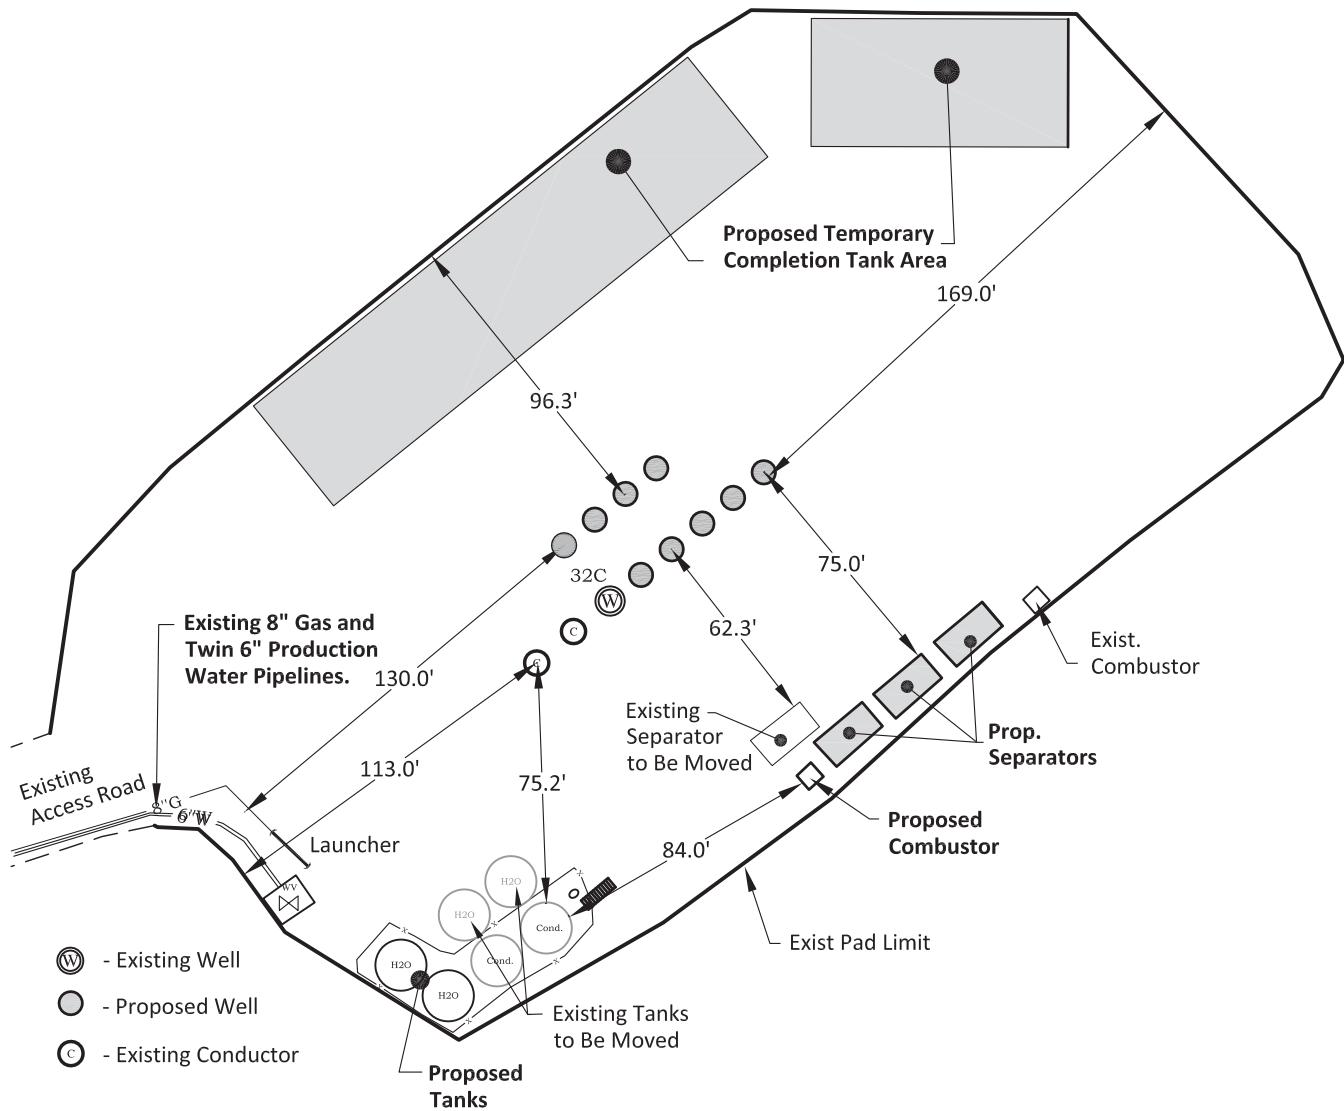 Proposed Temporary
Completion Tank Area
169.0'
96.3'
32C
W
75.0'
C
62.3'
Existing 8" Gas and
Twin 6" Production
Water Pipelines.
130.0'
C
Exist.
Combustor
Existing
Separator
to Be Moved
Prop.
Separators
113.0'
75.2'
Existing
Access Road
8"G
6"W
Launcher
Proposed
Combustor
84.0'
WV
H2O
H2O
Cond.
Cond.
H2O
H2O
x
x
x
x
x
x
Exist Pad Limit
W - Existing Well
- Proposed Well
C - Existing Conductor
Existing Tanks
to Be Moved
Proposed
Tanks